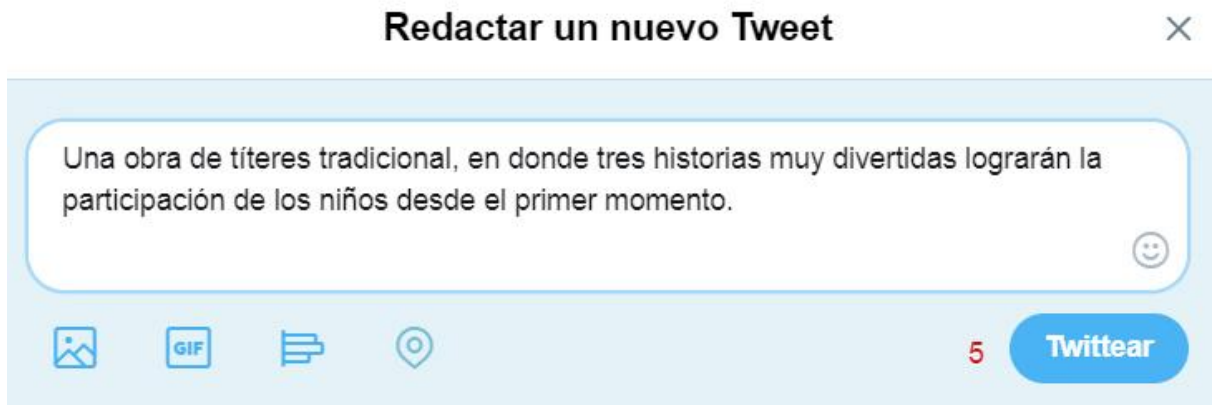 Redactar un nuevo Tweet
Una obra de títeres tradicional, en donde tres historias muy divertidas lograrán la
participación de los niños desde el primer momento.
GIF
5
Twittear